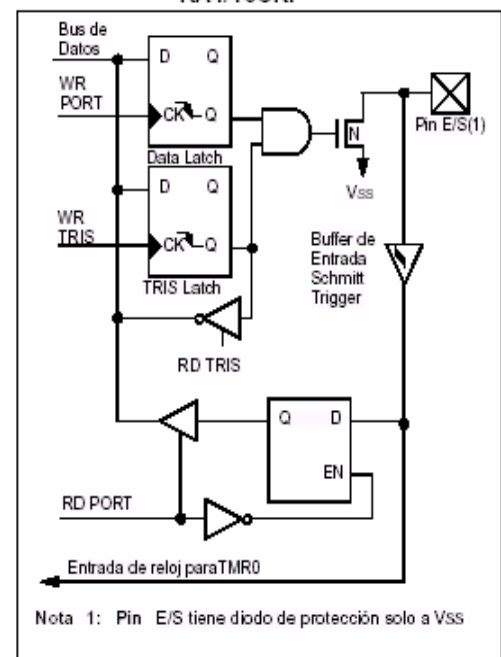 Bus de
Datos
D Q
WR
PORT
CK Q
Data Latch
N
Pin E/S(1)
VSS
D Q
WR
TRIS
CK Q
TRIS Latch
Buffer de
Entrada
Schmitt
Trigger
RD TRIS
Q D
EN
RD PORT
Entrada de reloj paraTMR0
Nota 1: Pin E/S tiene diodo de protección solo a VSS